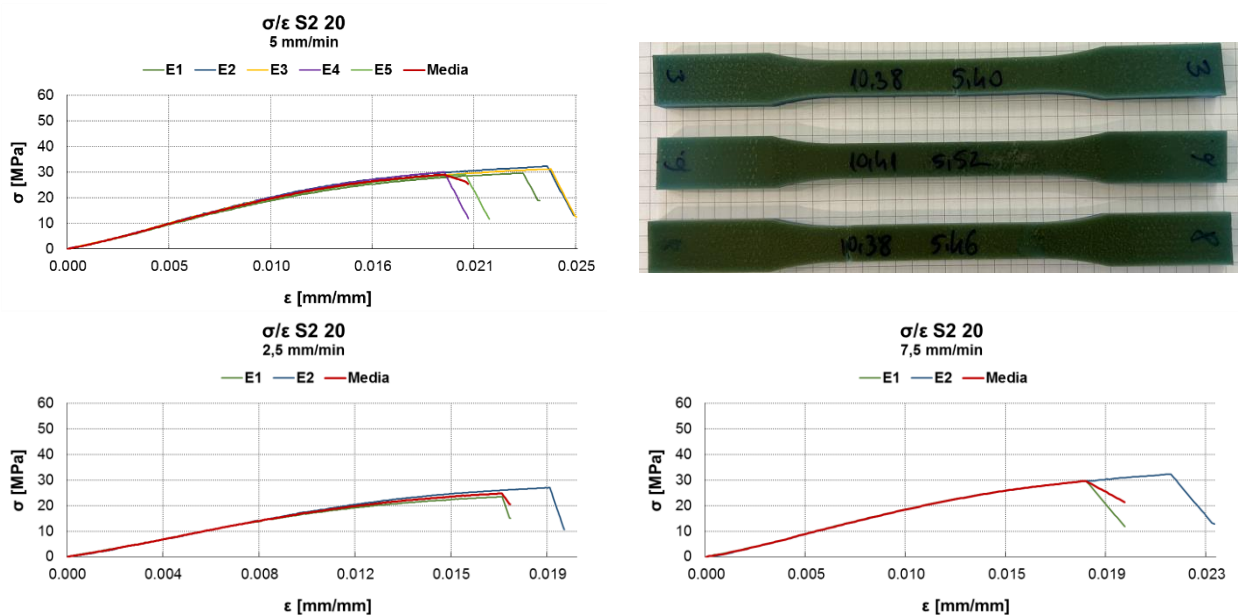 σ/ε S2 20
5 mm/min
E1 E2 E3 E4 E5 Media
60
50
40
30
20
10
0
σ [MPa]
0.000 0.005 0.010 0.016 0.021 0.025
ε [mm/mm]
3 10,38 5,40 3
10,41 5,52
10,38 5,46 8
σ/ε S2 20
2,5 mm/min
E1 E2 Media
60
50
40
30
20
10
0
σ [MPa]
0.000 0.004 0.008 0.012 0.015 0.019
ε [mm/mm]
σ/ε S2 20
7,5 mm/min
E1 E2 Media
60
50
40
30
20
10
0
σ [MPa]
0.000 0.005 0.010 0.015 0.019 0.023
ε [mm/mm]